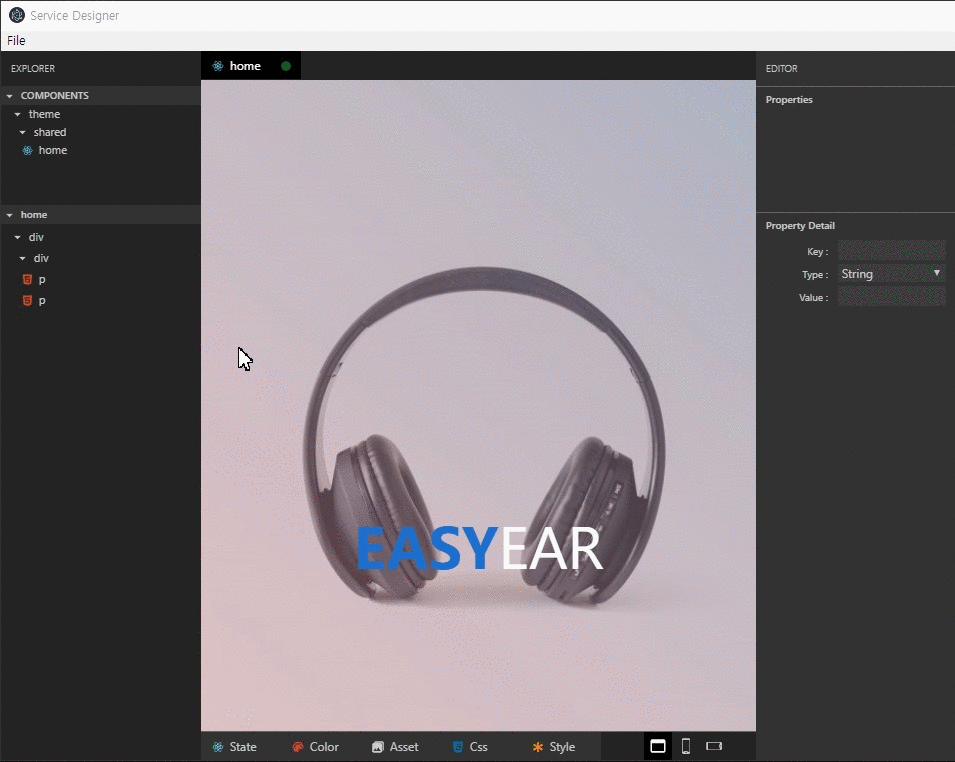 Service Designer
File
EXPLORER
COMPONENTS
theme
shared
home
home
div
div
p
p
home
EASYEAR
State
Color
Asset
Css
Style
EDITOR
Properties
Property Detail
Key :
Type : String
Value :